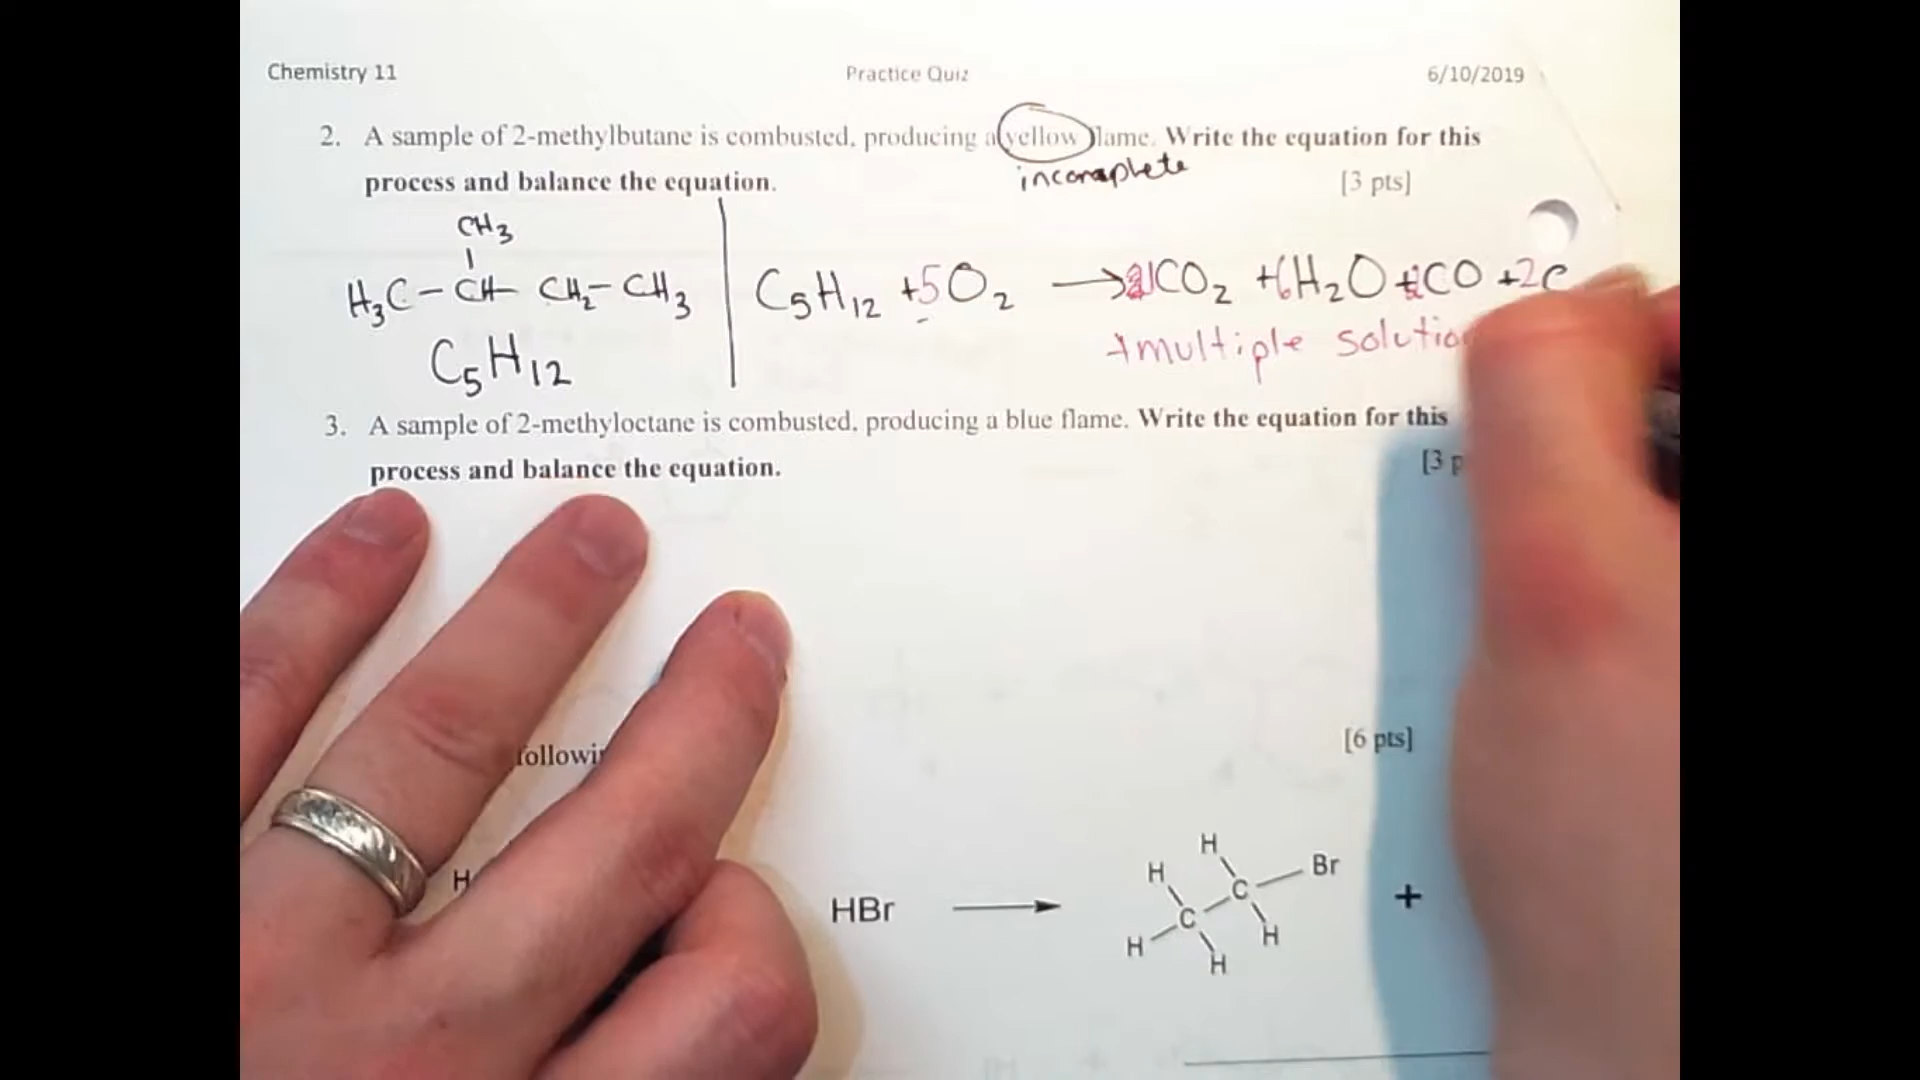 Chemistry 11 Practice Quiz 6/10/2019
2. A sample of 2-methylbutane is combusted, producing a yellow flame. Write the equation for this
incomplete
process and balance the equation. [3 pts]
CH3
H3C - CH - CH2 - CH3 | C5H12 + 5O2 → CO2 + 6H2O + CO + 2C
C5H12
multiple
3. A sample of 2-methyloctane is combusted, producing a blue flame. Write the equation for this
process and balance the equation. [3
[6 pts]
H
H Br
H HBr → C C +
H H
H